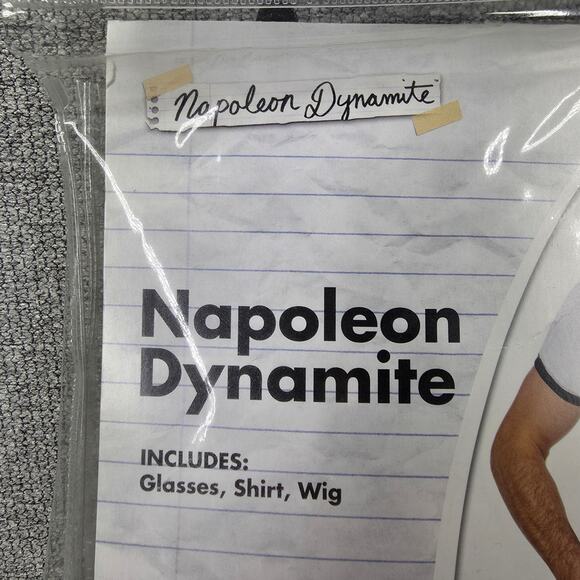 Napoleon Dynamite
Napoleon
Dynamite
INCLUDES:
Glasses, Shirt, Wig